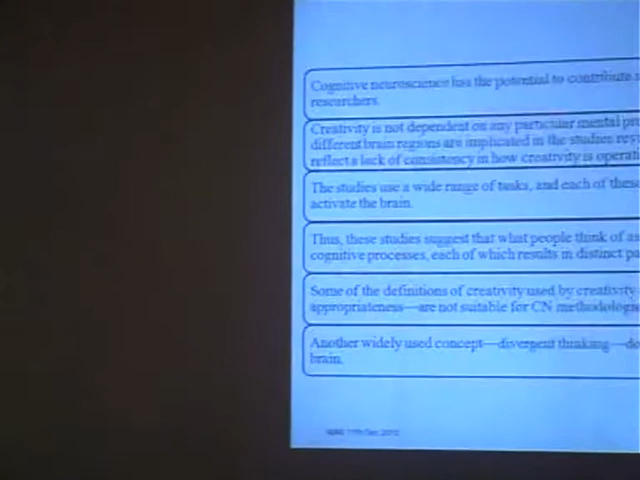 Cognitive neuroscience has the potential to contribute
researchers.
Creativity is not dependent on any particular mental
different brain regions are implicated in the studies
reflect a lack of consistency in how creativity is
The studies use a wide range of tasks, and each of these
activate the brain.
Thus, these studies suggest that what people think of as
cognitive processes, each of which results in distinct
Some of the definitions of creativity used by creativity
appropriateness—are not suitable for CN
Another widely used concept—divergent thinking—
brain.